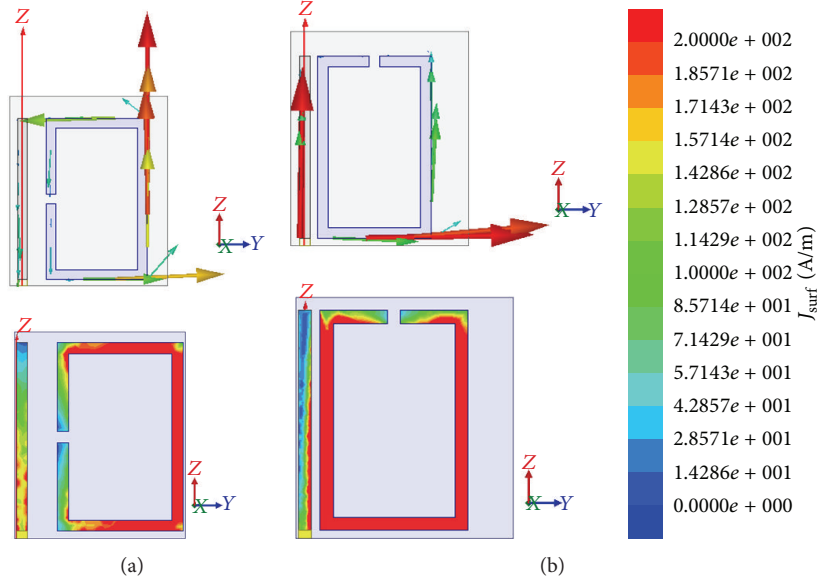 Z
Z
Z
X
Y
Z
X
Y
2.0000e + 002
1.8571e + 002
1.7143e + 002
1.5714e + 002
1.4286e + 002
1.2857e + 002
1.1429e + 002
1.0000e + 002
8.5714e + 001
7.1429e + 001
5.7143e + 001
4.2857e + 001
2.8571e + 001
1.4286e + 001
0.0000e + 000
Jsurf (A/m)
Z
Z
Z
X
Y
Z
X
Y
(a)
(b)